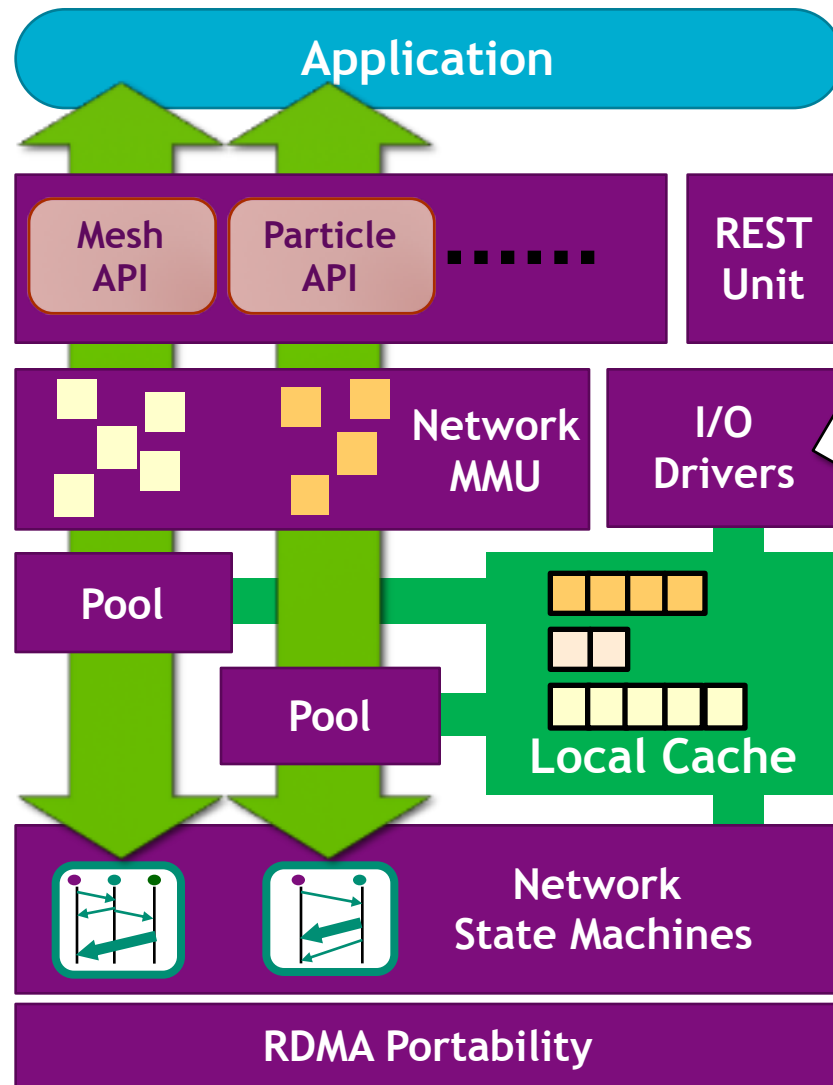 Application
Mesh
API
Particle
API
REST
Unit
Network
MMU
I/O
Drivers
Pool
Pool
Local Cache
Network
State Machines
RDMA Portability